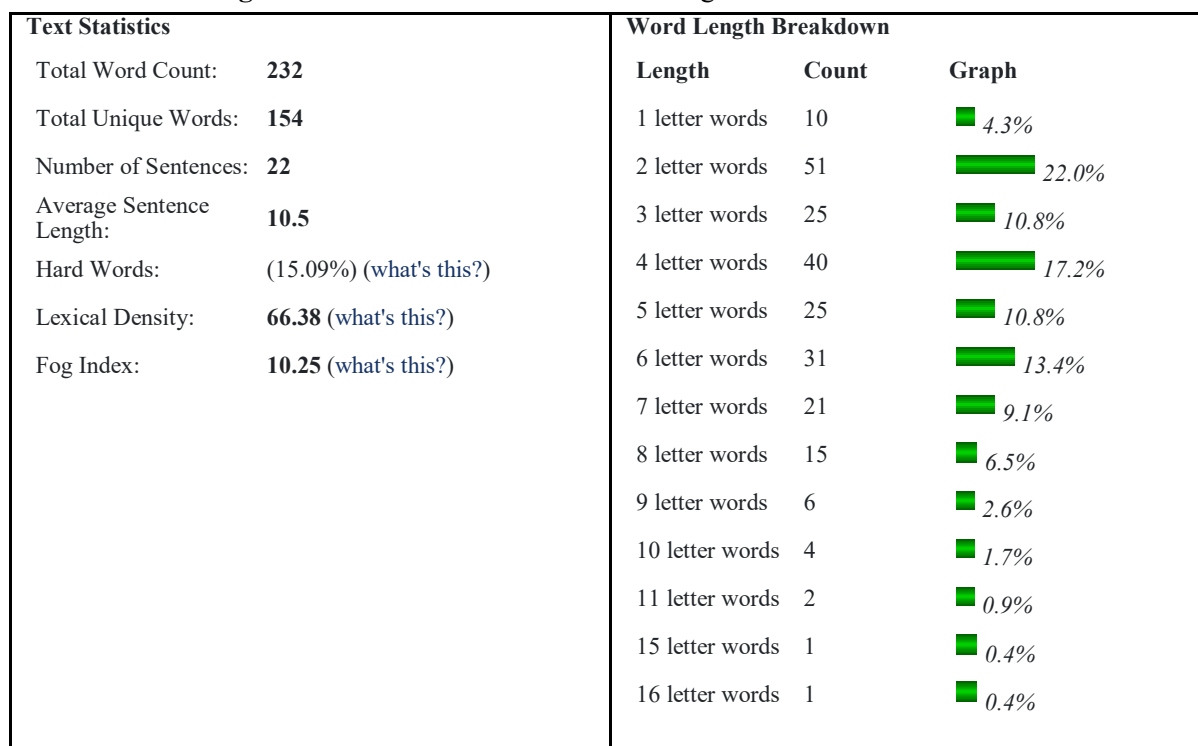 Text Statistics
Total Word Count: 232
Total Unique Words: 154
Number of Sentences: 22
Average Sentence
Length: 10.5
Hard Words: (15.09%) (what's this?)
Lexical Density: 66.38 (what's this?)
Fog Index: 10.25 (what's this?)
Word Length Breakdown
Length Count Graph
1 letter words 10 4.3%
2 letter words 51 22.0%
3 letter words 25 10.8%
4 letter words 40 17.2%
5 letter words 25 10.8%
6 letter words 31 13.4%
7 letter words 21 9.1%
8 letter words 15 6.5%
9 letter words 6 2.6%
10 letter words 4 1.7%
11 letter words 2 0.9%
15 letter words 1 0.4%
16 letter words 1 0.4%